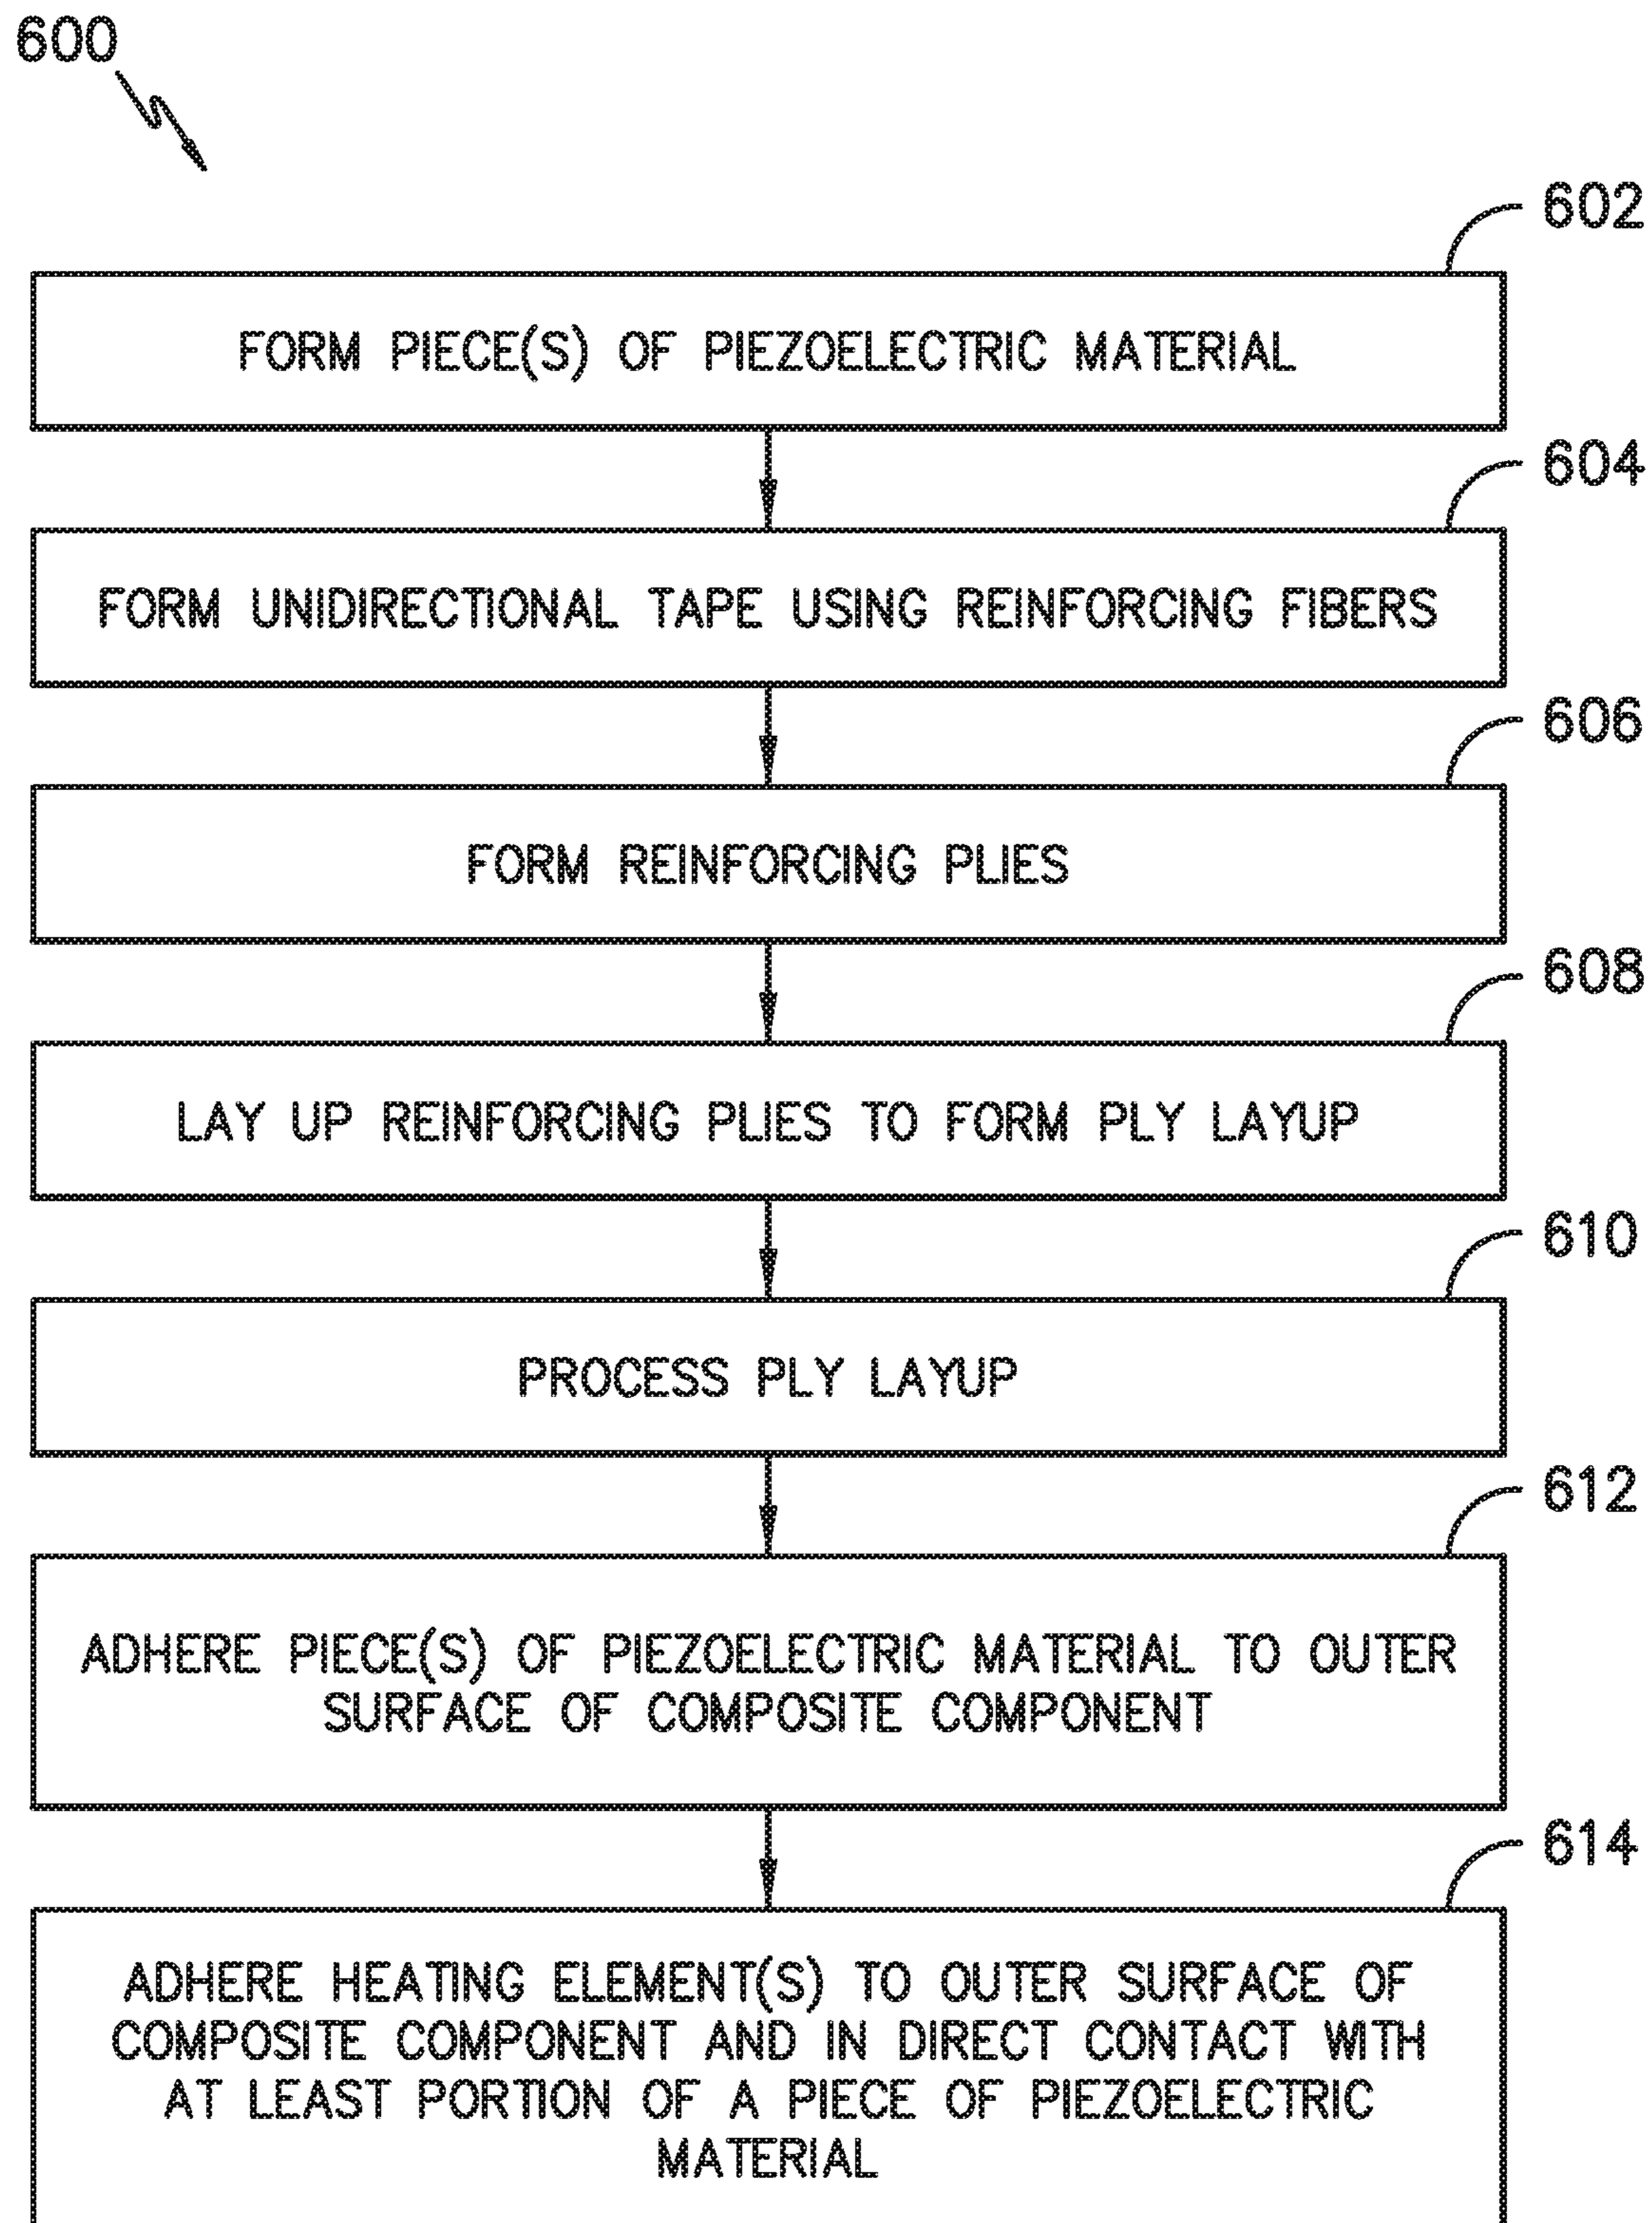 600
602
FORM PIECE(S) OF PIEZOELECTRIC MATERIAL
604
FORM UNIDIRECTIONAL TAPE USING REINFORCING FIBERS
606
FORM REINFORCING PLIES
608
LAY UP REINFORCING PLIES TO FORM PLY LAYUP
610
PROCESS PLY LAYUP
612
ADHERE PIECE(S) OF PIEZOELECTRIC MATERIAL TO OUTER
SURFACE OF COMPOSITE COMPONENT
614
ADHERE HEATING ELEMENT(S) TO OUTER SURFACE OF
COMPOSITE COMPONENT AND IN DIRECT CONTACT WITH
AT LEAST PORTION OF A PIECE OF PIEZOELECTRIC
MATERIAL